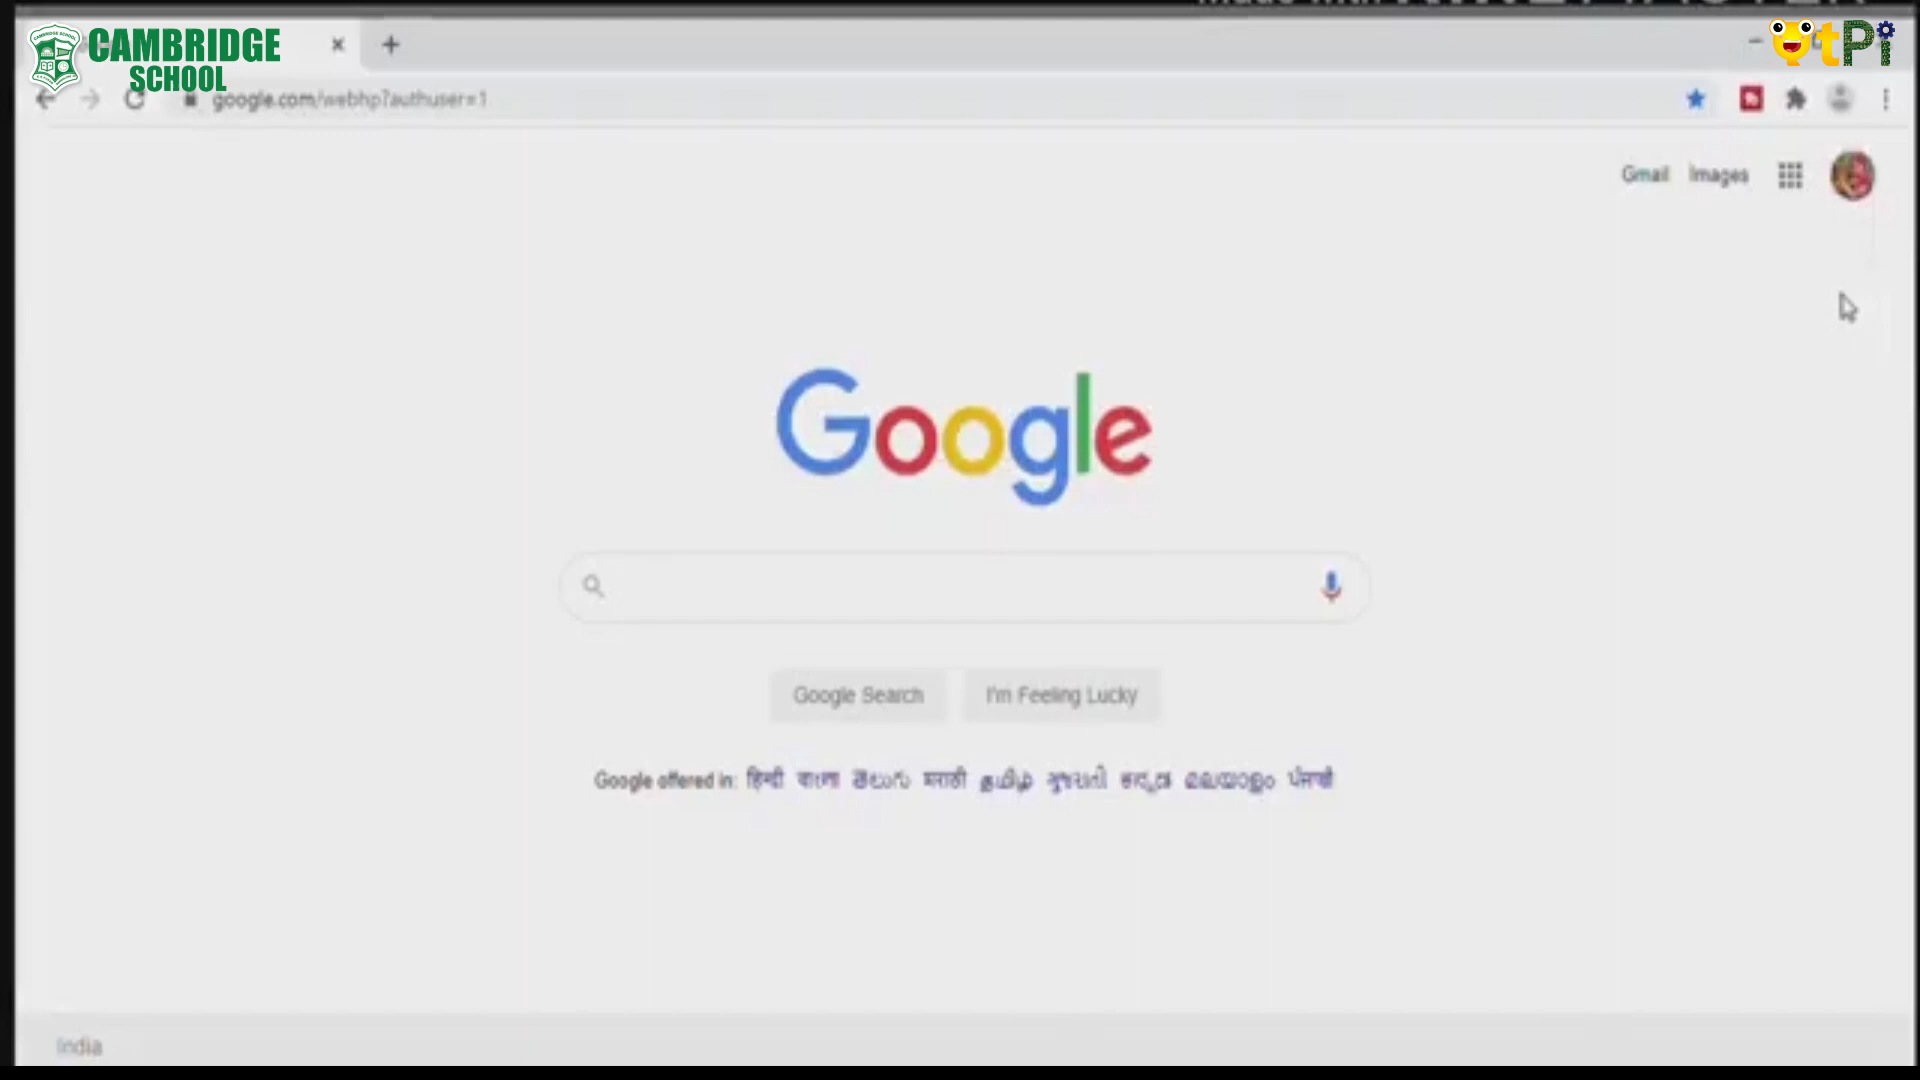 CAMBRIDGE
SCHOOL
tPi
google.com/webhp?authuser=1
Gmail Images
Google
Google Search I'm Feeling Lucky
Google offered in: हिन्दी বাংলা తెలుగు मराठी தமிழ் ગુજરાતી ಕನ್ನಡ മലയാളം ਪੰਜਾਬੀ
India